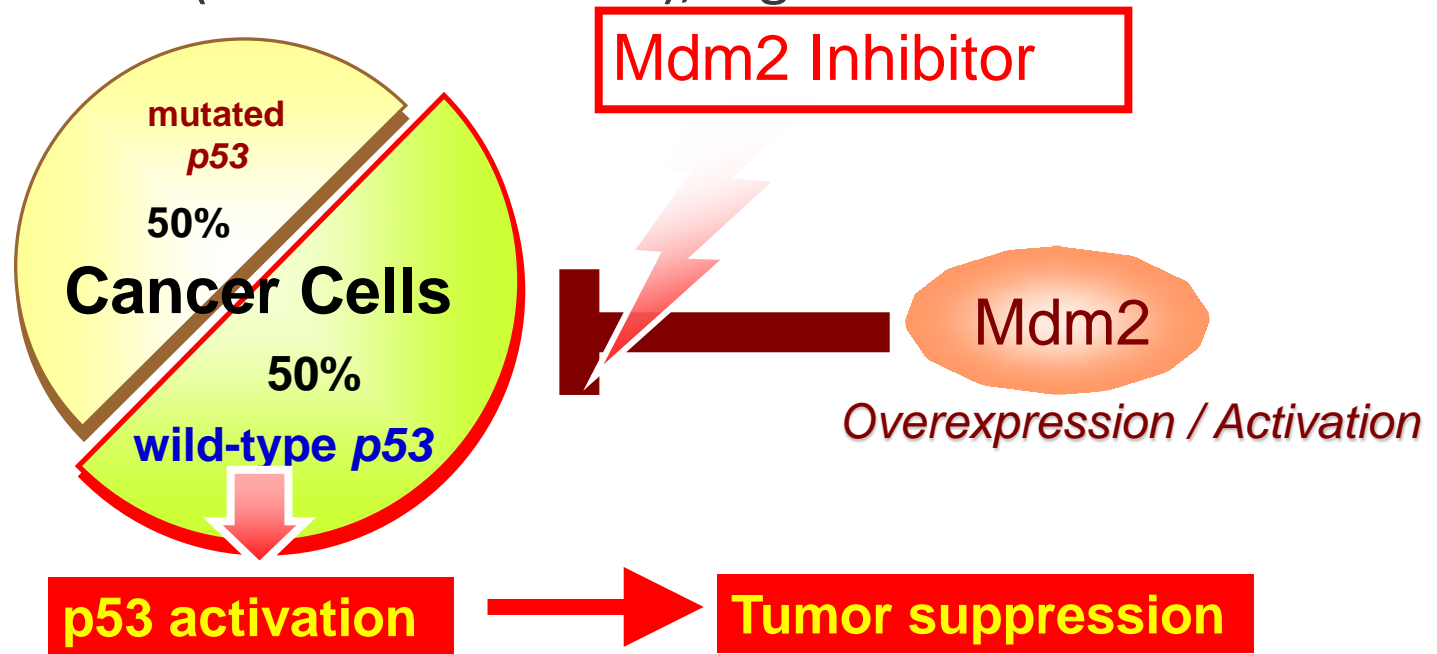 Mdm2 Inhibitor
mutated
p53
50%
Cancer Cells
50%
wild-type p53
Mdm2
Overexpression / Activation
p53 activation
Tumor suppression